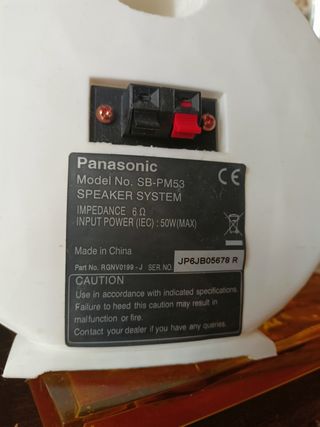 Panasonic
Model No. SB-PM53
SPEAKER SYSTEM
IMPEDANCE 6 Ω
INPUT POWER (IEC) : 50W(MAX)
CE
Made in China
Part No. RGNV0199 - J SER NO. JP6JB05678 R
CAUTION
Use in accordance with indicated specifications.
Failure to heed this caution may result in
malfunction or fire.
Contact your dealer if you have any queries.